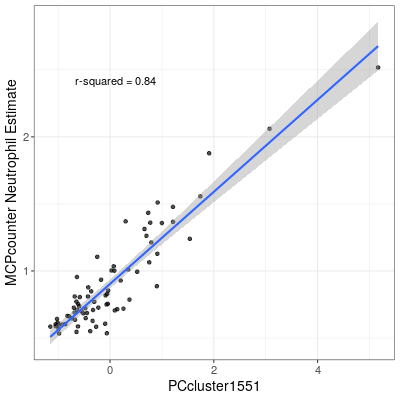 r-squared = 0.84
MCPcounter Neutrophil Estimate
2
1
0 2 4
PCcluster1551